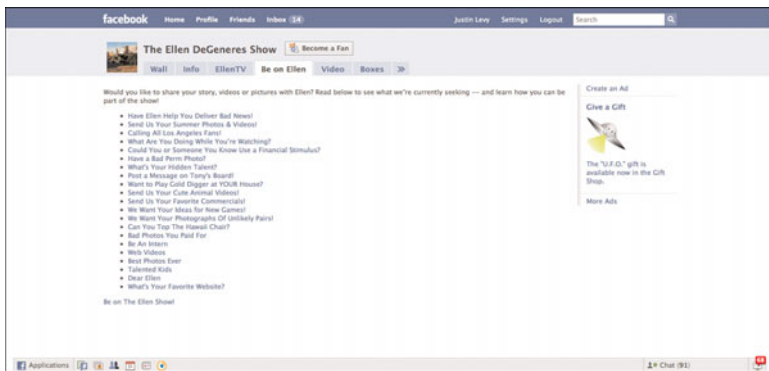 facebook Home Profile Friends Inbox 14 Justin Levy Settings Logout Search
The Ellen DeGeneres Show Become a Fan
Wall Info EllenTV Be on Ellen Video Boxes »
Would you like to share your story, videos or pictures with Ellen? Read below to see what we're currently seeking — and learn how you can be
part of the show!
• Have Ellen Help You Deliver Bad News!
• Send Us Your Summer Photos & Videos!
• Calling All Los Angeles Fans!
• What Are You Doing While You're Watching?
• Could You or Someone You Know Use a Financial Stimulus?
• Have a Bad Perm Photo?
• What's Your Hidden Talent?
• Post a Message on Tony's Board!
• Want to Play Gold Digger at YOUR House?
• Send Us Your Cute Animal Videos!
• Send Us Your Favorite Commercials!
• We Want Your Ideas for New Games!
• We Want Your Photographs Of Unlikely Pairs!
• Can You Top The Hawaii Chair?
• Bad Photos You Paid For
• Be An Intern
• Web Videos
• Best Photos Ever
• Talented Kids
• Dear Ellen
• What's Your Favorite Website?
Be on The Ellen Show!
Create an Ad
Give a Gift
The "U.F.O." gift is
available now in the Gift
Shop.
More Ads
Applications Chat (91)